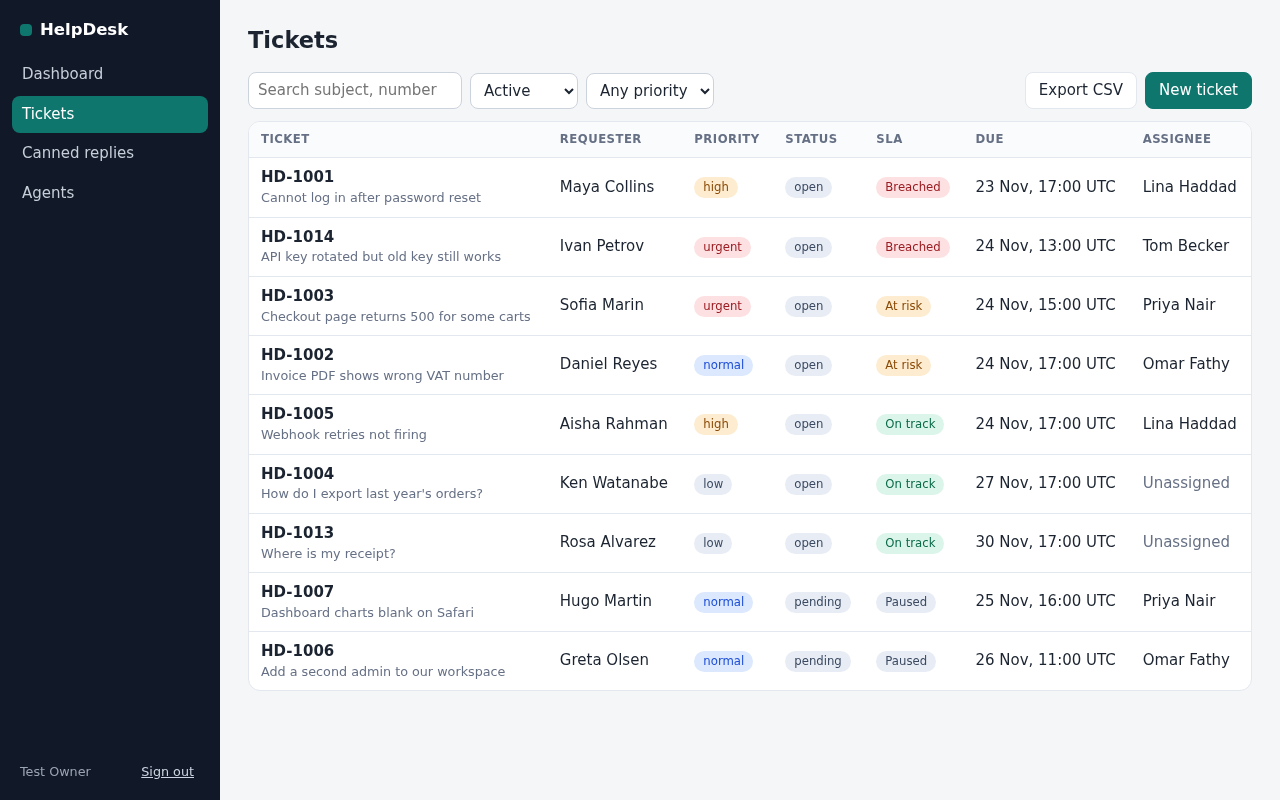 HelpDesk
Dashboard
Tickets
Canned replies
Agents
Test Owner Sign out
Tickets
Search subject, number Active Any priority Export CSV New ticket
TICKET REQUESTER PRIORITY STATUS SLA DUE ASSIGNEE
HD-1001
Cannot log in after password reset
Maya Collins high open Breached 23 Nov, 17:00 UTC Lina Haddad
HD-1014
API key rotated but old key still works
Ivan Petrov urgent open Breached 24 Nov, 13:00 UTC Tom Becker
HD-1003
Checkout page returns 500 for some carts
Sofia Marin urgent open At risk 24 Nov, 15:00 UTC Priya Nair
HD-1002
Invoice PDF shows wrong VAT number
Daniel Reyes normal open At risk 24 Nov, 17:00 UTC Omar Fathy
HD-1005
Webhook retries not firing
Aisha Rahman high open On track 24 Nov, 17:00 UTC Lina Haddad
HD-1004
How do I export last year's orders?
Ken Watanabe low open On track 27 Nov, 17:00 UTC Unassigned
HD-1013
Where is my receipt?
Rosa Alvarez low open On track 30 Nov, 17:00 UTC Unassigned
HD-1007
Dashboard charts blank on Safari
Hugo Martin normal pending Paused 25 Nov, 16:00 UTC Priya Nair
HD-1006
Add a second admin to our workspace
Greta Olsen normal pending Paused 26 Nov, 11:00 UTC Omar Fathy